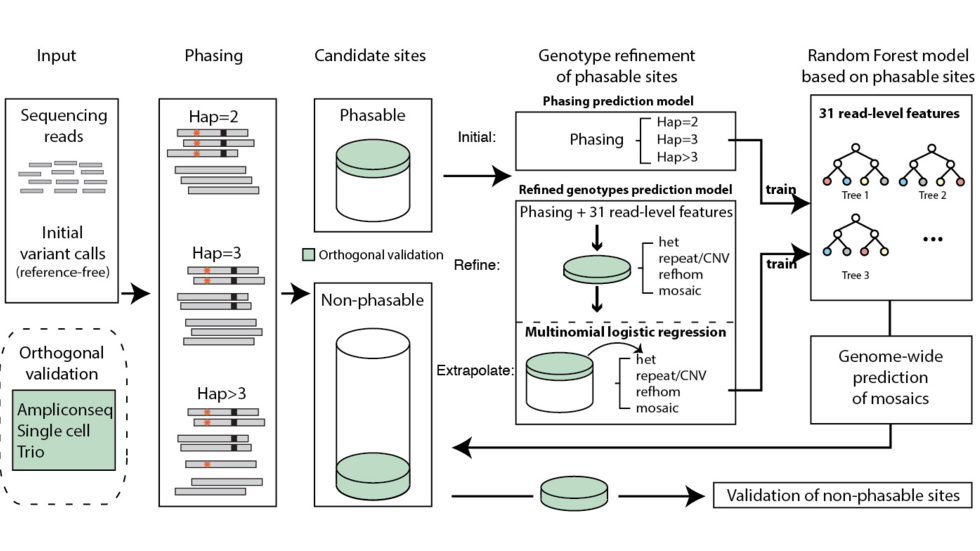 Input
Sequencing
reads
Initial
variant calls
(reference-free)
Orthogonal
validation
Ampliconseq
Single cell
Trio
Phasing
Hap=2
Hap=3
Hap>3
Candidate sites
Phasable
Orthogonal validation
Non-phasable
Genotype refinement
of phasable sites
Phasing prediction model
Initial:
Phasing
Hap=2
Hap=3
Hap>3
Refined genotypes prediction model
Phasing + 31 read-level features
Refine:
het
repeat/CNV
refhom
mosaic
Multinomial logistic regression
Extrapolate:
het
repeat/CNV
refhom
mosaic
train
train
Random Forest model
based on phasable sites
31 read-level features
Tree 1
Tree 2
Tree 3
...
Genome-wide
prediction
of mosaics
Validation of non-phasable sites